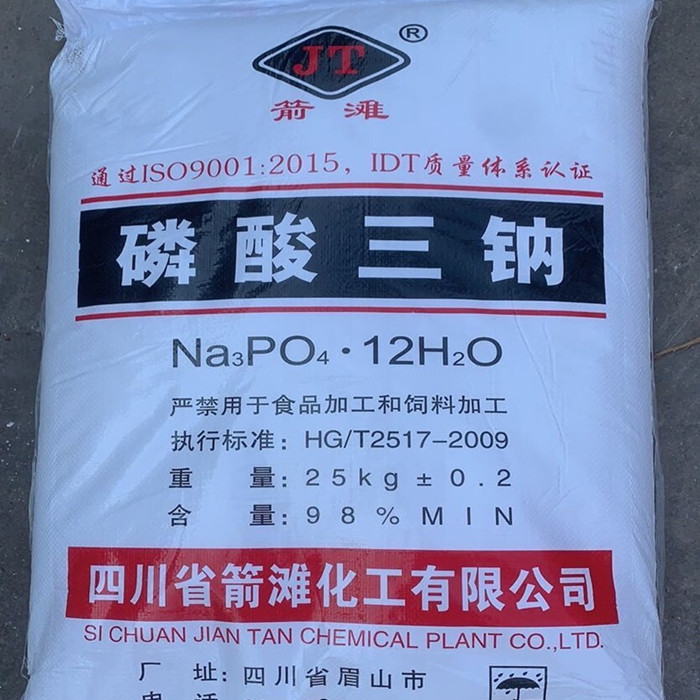 JT®
箭滩
通过ISO9001:2015，IDT质量体系认证
磷酸三钠
Na₃PO₄·12H₂O
严禁用于食品加工和饲料加工
执行标准：HG/T2517-2009
重量：25kg±0.2
含量：98%MIN
四川省箭滩化工有限公司
SI CHUAN JIAN TAN CHEMICAL PLANT CO.,LTD.
厂址：四川省眉山市